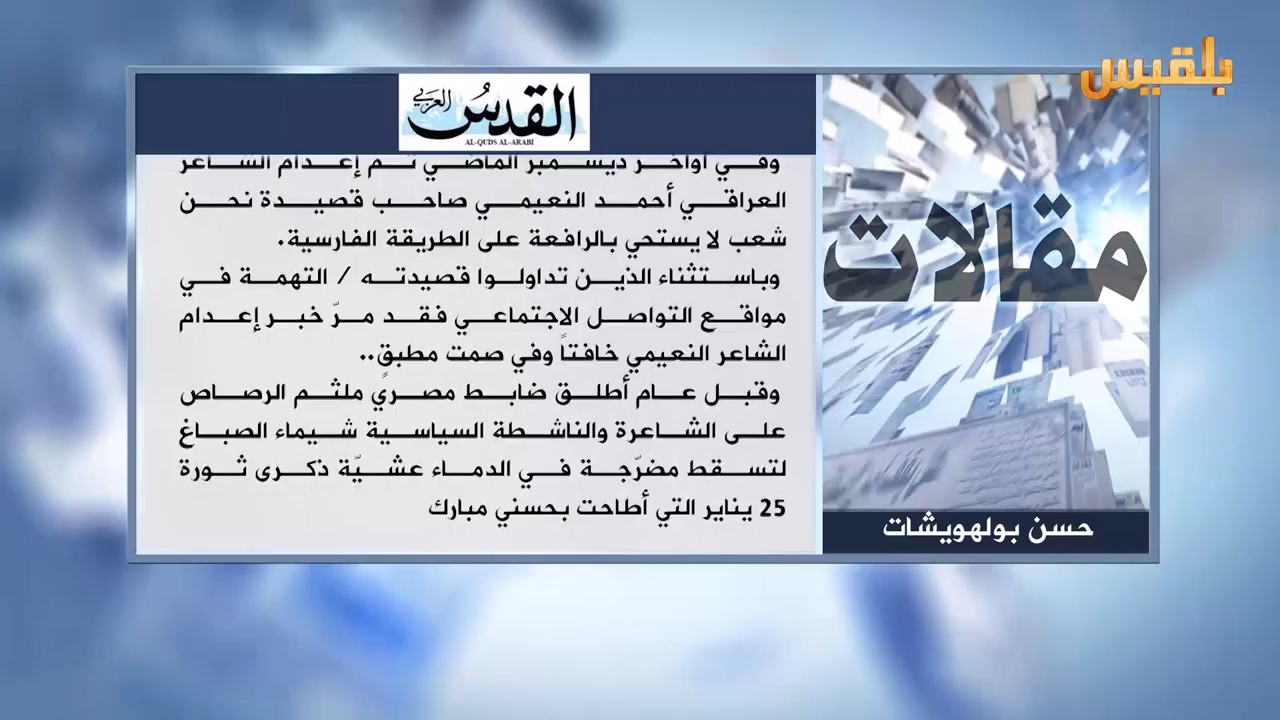 بلقيس
القدس العربي
AL-QUDS AL-ARABI
وفي أواخر ديسمبر الماضي تم إعدام الشاعر
العراقي أحمد النعيمي صاحب قصيدة نحن
شعب لا يستحي بالرافعة على الطريقة الفارسية.
وباستثناء الذين تداولوا قصيدته / التهمة في
مواقع التواصل الاجتماعي فقد مرّ خبر إعدام
الشاعر النعيمي خافتاً وفي صمت مطبق..
وقبل عام أطلق ضابط مصريٍّ ملثم الرصاص
على الشاعرة والناشطة السياسية شيماء الصباغ
لتسقط مضرّجة في الدماء عشيّة ذكرى ثورة
25 يناير التي أطاحت بحسني مبارك
مقالات
حسن بولهويشات